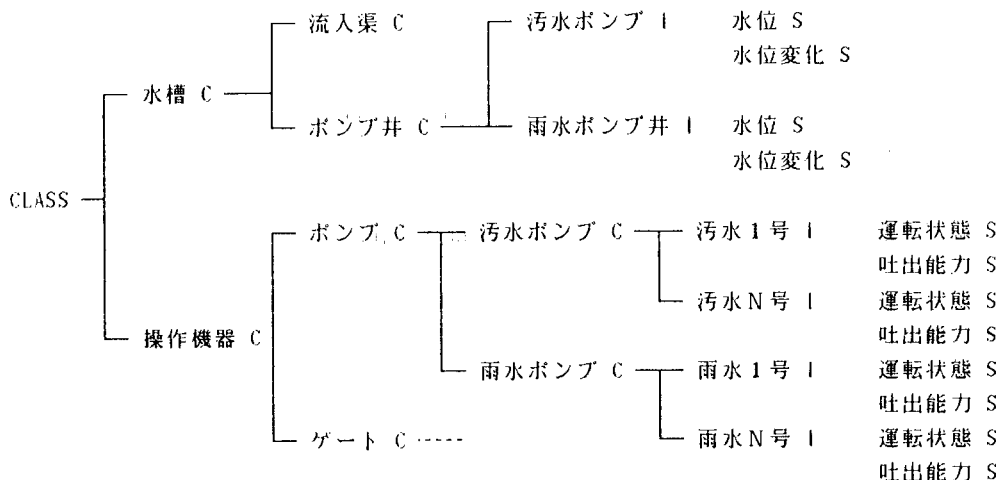 流入渠 C 汚水ポンプ I 水位 S
水位変化 S
水槽 C
ポンプ井 C 雨水ポンプ井 I 水位 S
水位変化 S
CLASS
ポンプ C 汚水ポンプ C 汚水1号 I 運転状態 S
吐出能力 S
汚水N号 I 運転状態 S
操作機器 C 吐出能力 S
雨水ポンプ C 雨水1号 I 運転状態 S
吐出能力 S
ゲート C 雨水N号 I 運転状態 S
吐出能力 S